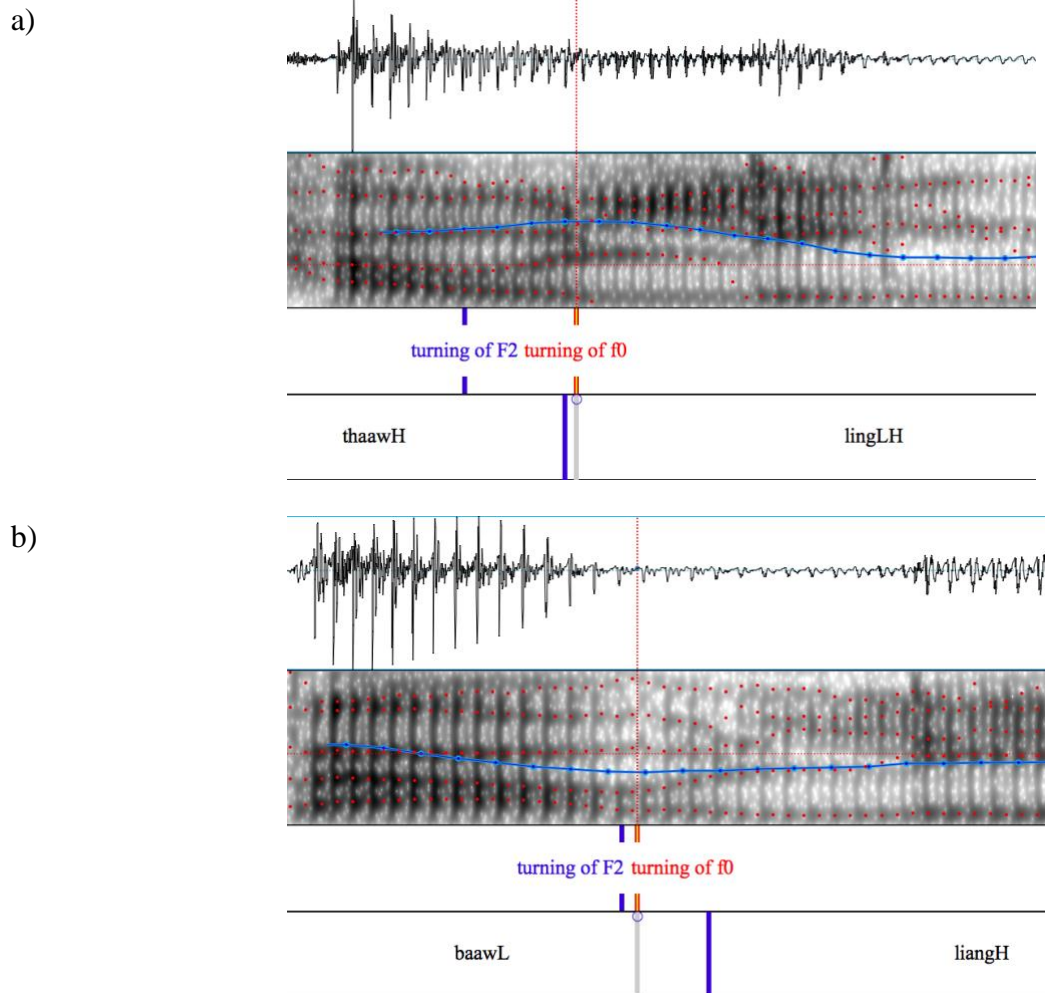 a)
turning of F2 turning of f0
thaawH lingLH
b)
turning of F2 turning of f0
baawL liangH